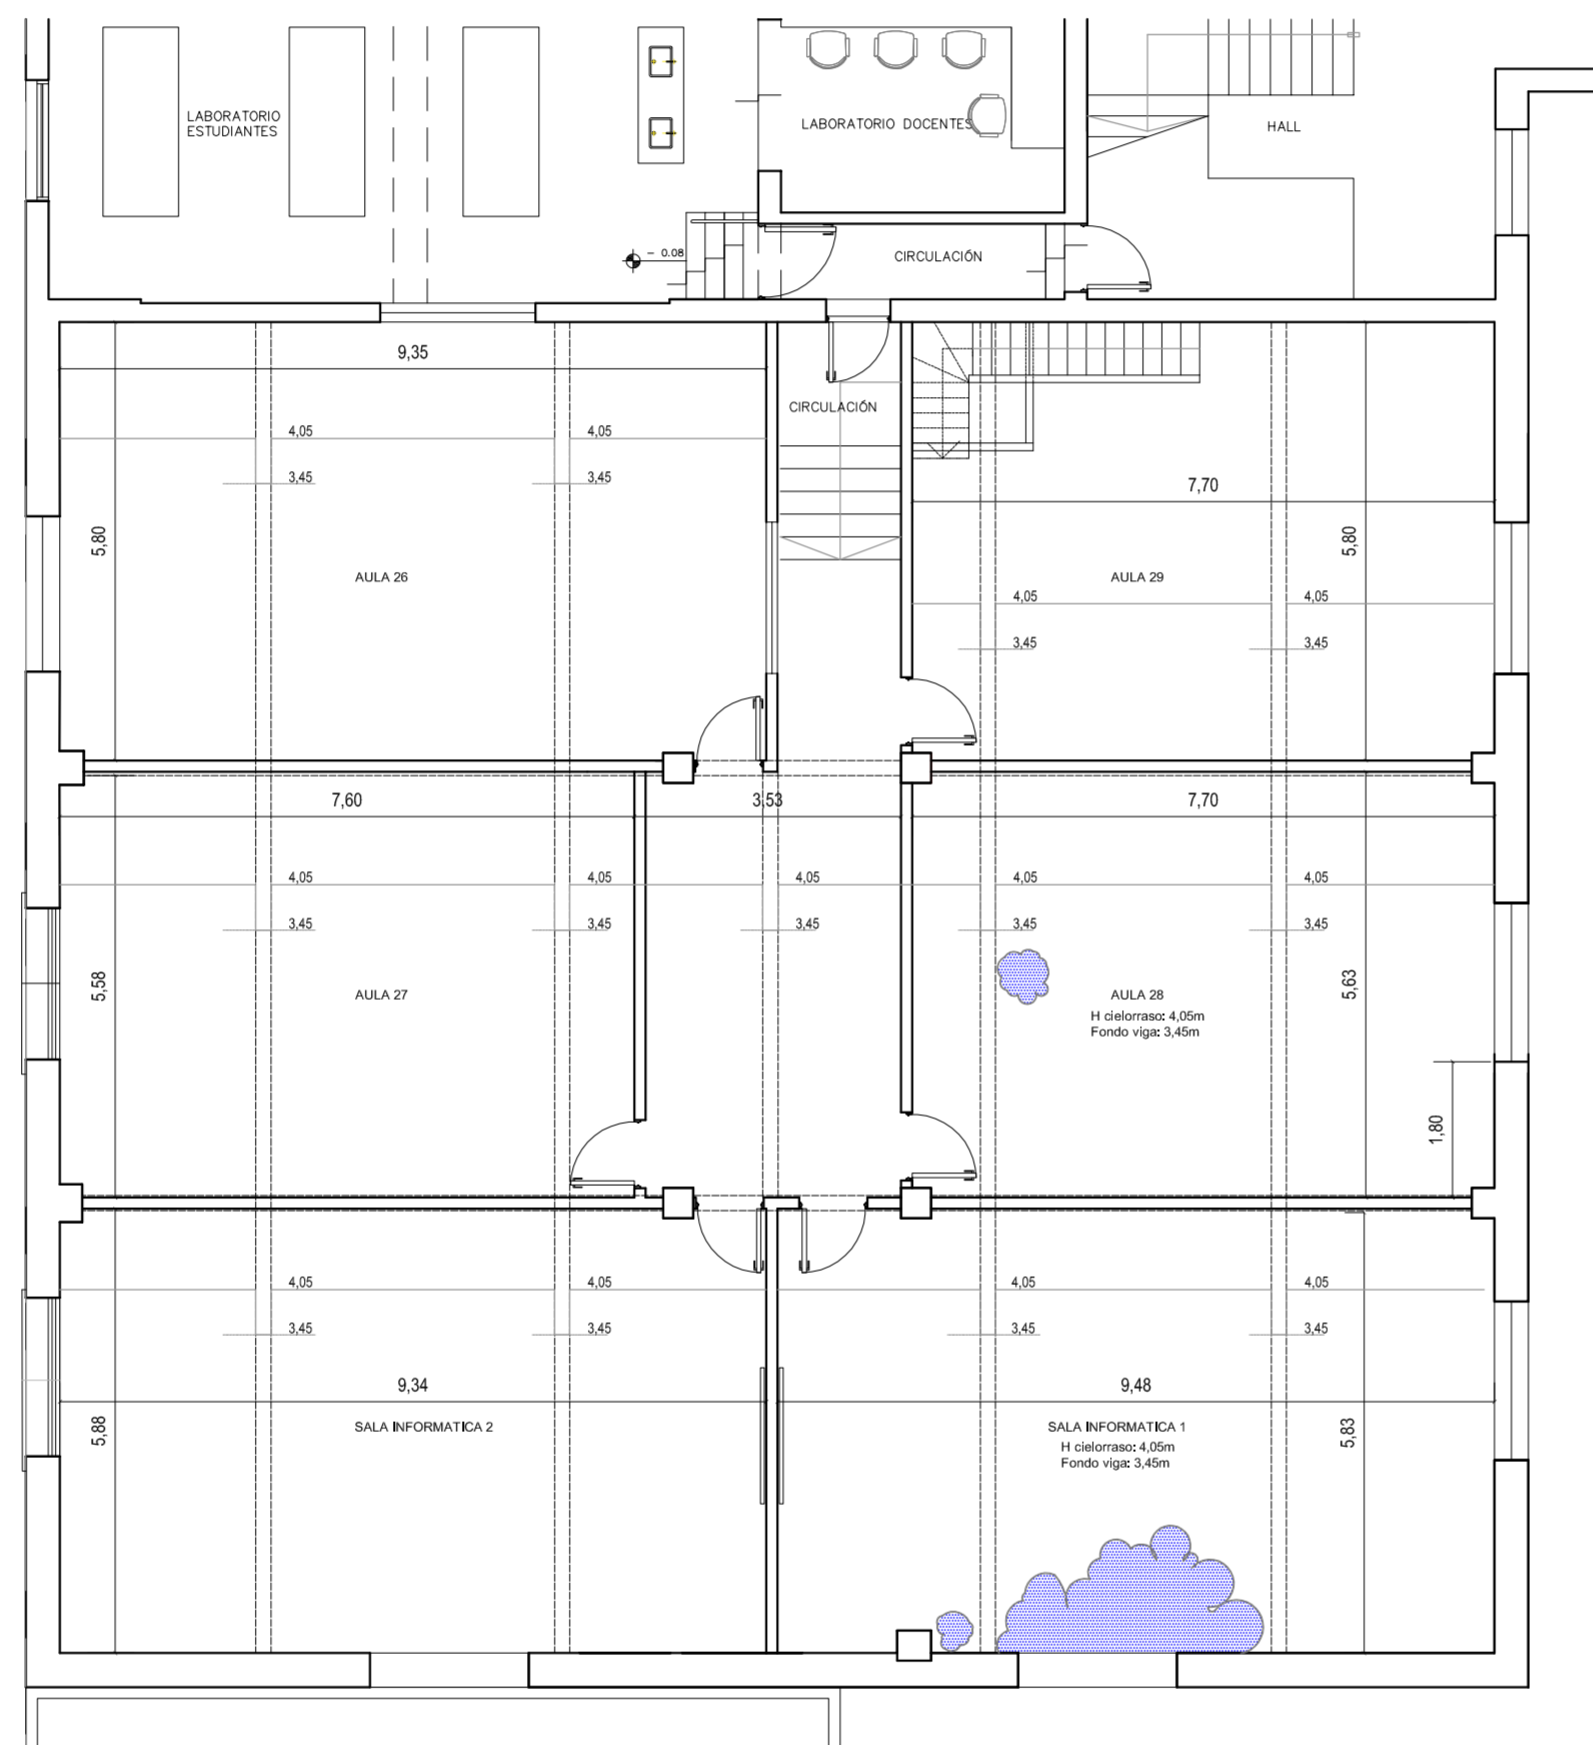 LABORATORIO
ESTUDIANTES
LABORATORIO DOCENTES
HALL
- 0.08
CIRCULACIÓN
9,35
CIRCULACIÓN
4,05
4,05
3,45
3,45
7,70
5,80
5,80
AULA 26
AULA 29
4,05
4,05
3,45
3,45
7,60
3,53
7,70
4,05
4,05
4,05
4,05
4,05
3,45
3,45
3,45
3,45
3,45
5,58
5,63
AULA 27
AULA 28
H cielorraso: 4,05m
Fondo viga: 3,45m
1,80
4,05
4,05
4,05
4,05
3,45
3,45
3,45
3,45
9,34
9,48
5,88
5,83
SALA INFORMATICA 2
SALA INFORMATICA 1
H cielorraso: 4,05m
Fondo viga: 3,45m